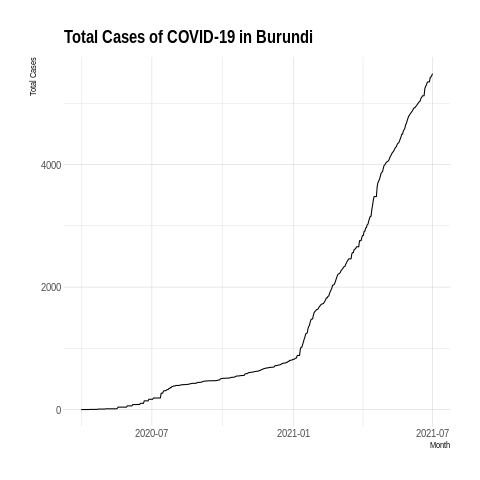 Total Cases of COVID-19 in Burundi
Total Cases
4000
2000
0
2020-07
2021-01
2021-07
Month